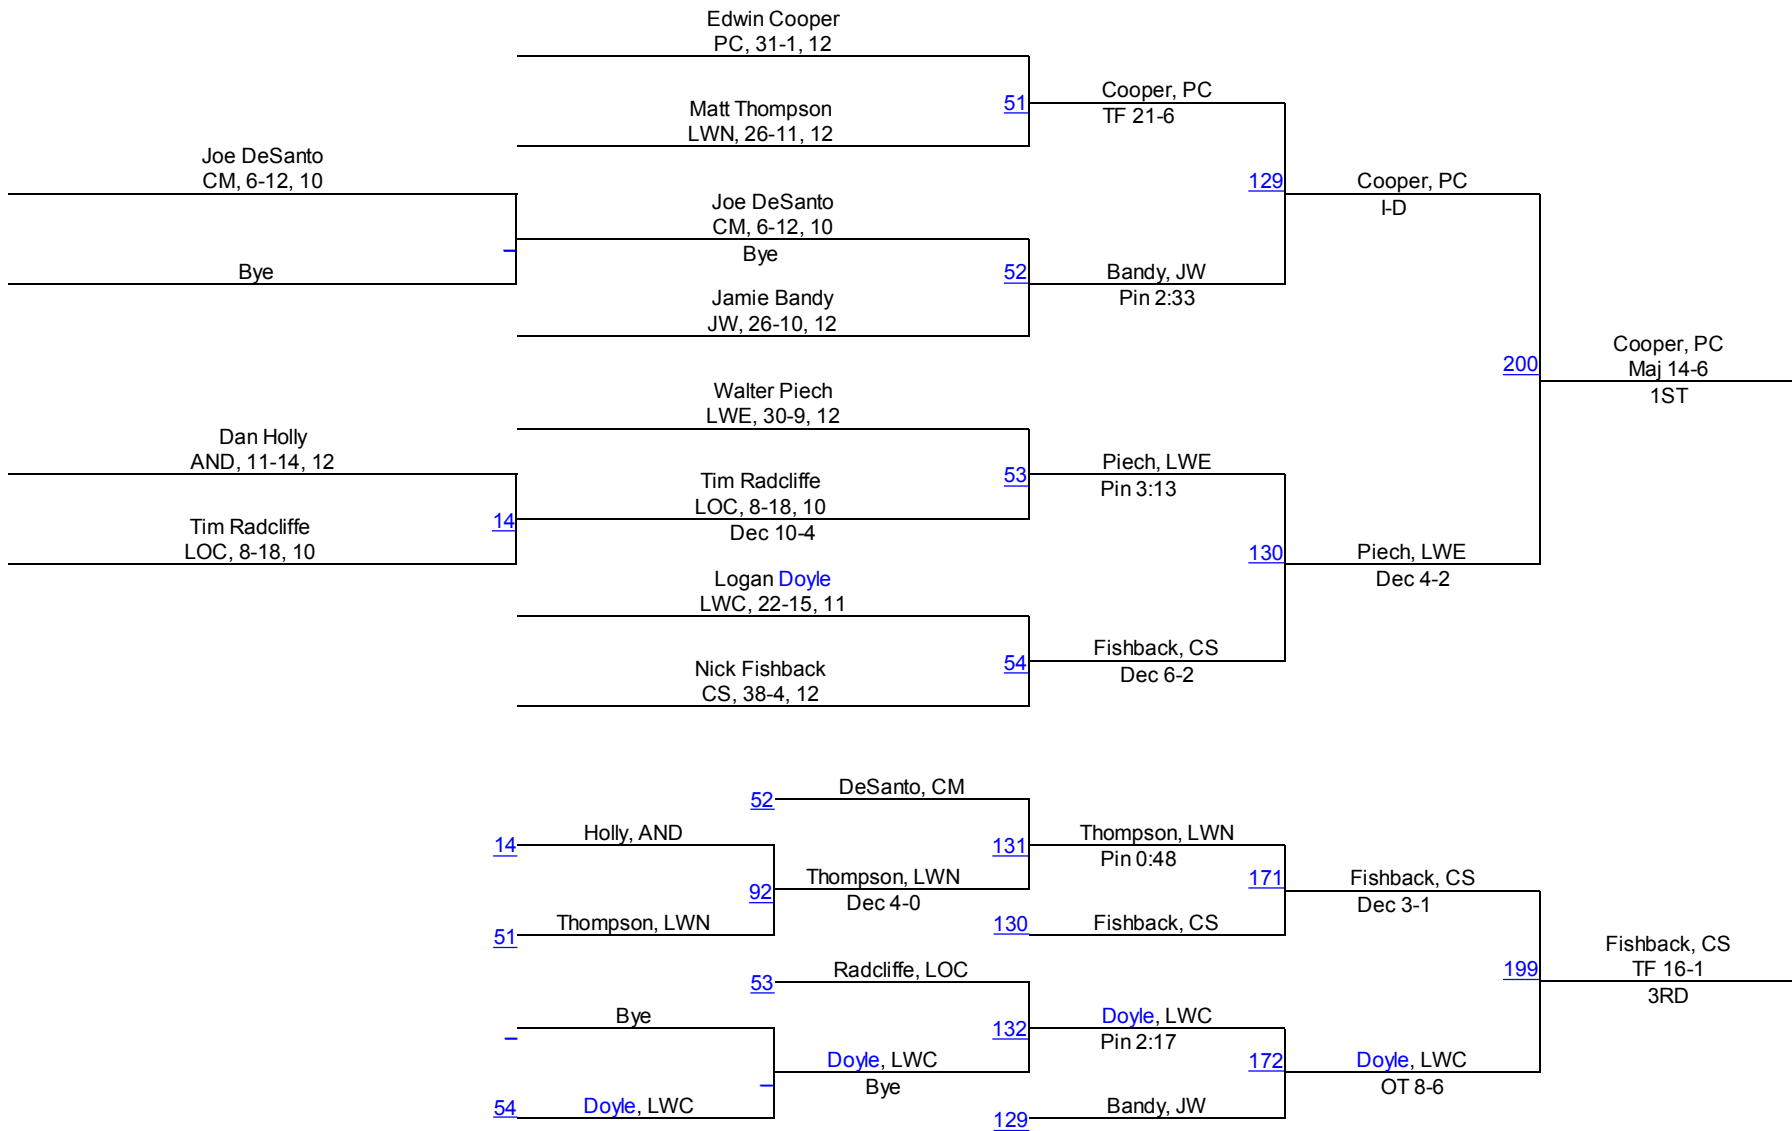 Edwin Cooper
PC, 31-1, 12
51
Matt Thompson
LWN, 26-11, 12
Cooper, PC
TF 21-6
Joe DeSanto
CM, 6-12, 10
Bye
Joe DeSanto
CM, 6-12, 10
Bye
52
Jamie Bandy
JW, 26-10, 12
Bandy, JW
Pin 2:33
129
Cooper, PC
I-D
Walter Piech
LWE, 30-9, 12
Dan Holly
AND, 11-14, 12
14
Tim Radcliffe
LOC, 8-18, 10
Tim Radcliffe
LOC, 8-18, 10
Dec 10-4
53
Piech, LWE
Pin 3:13
Logan Doyle
LWC, 22-15, 11
54
Nick Fishback
CS, 38-4, 12
Fishback, CS
Dec 6-2
130
Piech, LWE
Dec 4-2
200
Cooper, PC
Maj 14-6
1ST
52
DeSanto, CM
14
Holly, AND
92
51
Thompson, LWN
Thompson, LWN
Dec 4-0
131
Thompson, LWN
Pin 0:48
130
Fishback, CS
171
Fishback, CS
Dec 3-1
53
Radcliffe, LOC
Bye
54
Doyle, LWC
Doyle, LWC
Bye
132
Doyle, LWC
Pin 2:17
129
Bandy, JW
172
Doyle, LWC
OT 8-6
199
Fishback, CS
TF 16-1
3RD